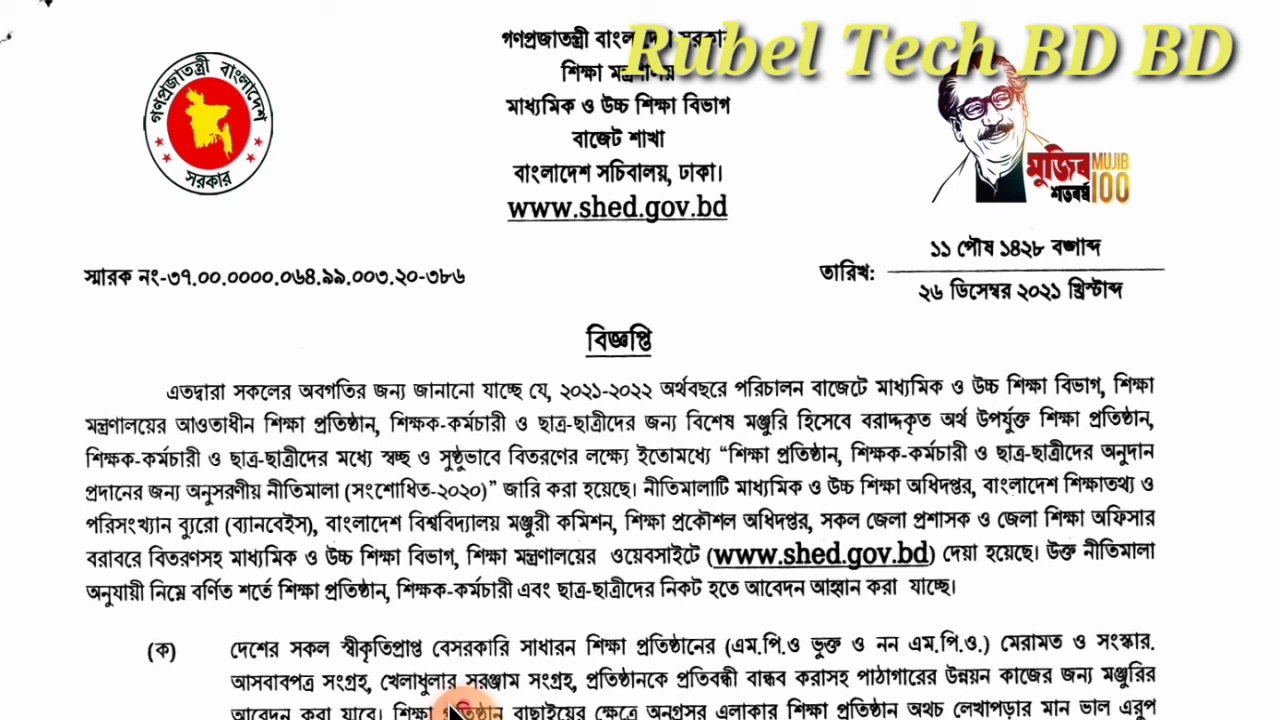 গণপ্রজাতন্ত্রী বাংলাদেশ সরকার
Rubel Tech BD BD
শিক্ষা মন্ত্রণালয়
মাধ্যমিক ও উচ্চ শিক্ষা বিভাগ
বাজেট শাখা
বাংলাদেশ সচিবালয়, ঢাকা।
www.shed.gov.bd
গণপ্রজাতন্ত্রী বাংলাদেশ
সরকার
মুজিব MUJIB
শতবর্ষ 100
স্মারক নং-৩৭.০০.০০০০.০৬৪.৯৯.০০৩.২০-৩৮৬
১১ পৌষ ১৪২৮ বঙ্গাব্দ
তারিখ:
২৬ ডিসেম্বর ২০২১ খ্রিস্টাব্দ
বিজ্ঞপ্তি
এতদ্বারা সকলের অবগতির জন্য জানানো যাচ্ছে যে, ২০২১-২০২২ অর্থবছরে পরিচালন বাজেটে মাধ্যমিক ও উচ্চ শিক্ষা বিভাগ, শিক্ষা
মন্ত্রণালয়ের আওতাধীন শিক্ষা প্রতিষ্ঠান, শিক্ষক-কর্মচারী ও ছাত্র-ছাত্রীদের জন্য বিশেষ মঞ্জুরি হিসেবে বরাদ্দকৃত অর্থ উপর্যুক্ত শিক্ষা প্রতিষ্ঠান,
শিক্ষক-কর্মচারী ও ছাত্র-ছাত্রীদের মধ্যে স্বচ্ছ ও সুষ্ঠুভাবে বিতরণের লক্ষ্যে ইতোমধ্যে “শিক্ষা প্রতিষ্ঠান, শিক্ষক-কর্মচারী ও ছাত্র-ছাত্রীদের অনুদান
প্রদানের জন্য অনুসরণীয় নীতিমালা (সংশোধিত-২০২০)” জারি করা হয়েছে। নীতিমালাটি মাধ্যমিক ও উচ্চ শিক্ষা অধিদপ্তর, বাংলাদেশ শিক্ষাতথ্য ও
পরিসংখ্যান ব্যুরো (ব্যানবেইস), বাংলাদেশ বিশ্ববিদ্যালয় মঞ্জুরী কমিশন, শিক্ষা প্রকৌশল অধিদপ্তর, সকল জেলা প্রশাসক ও জেলা শিক্ষা অফিসার
বরাবরে বিতরণসহ মাধ্যমিক ও উচ্চ শিক্ষা বিভাগ, শিক্ষা মন্ত্রণালয়ের ওয়েবসাইটে (www.shed.gov.bd) দেয়া হয়েছে। উক্ত নীতিমালা
অনুযায়ী নিম্নে বর্ণিত শর্তে শিক্ষা প্রতিষ্ঠান, শিক্ষক-কর্মচারী এবং ছাত্র-ছাত্রীদের নিকট হতে আবেদন আহ্বান করা যাচ্ছে।
(ক) দেশের সকল স্বীকৃতিপ্রাপ্ত বেসরকারি সাধারন শিক্ষা প্রতিষ্ঠানের (এম.পি.ও ভুক্ত ও নন এম.পি.ও.) মেরামত ও সংস্কার.
আসবাবপত্র সংগ্রহ, খেলাধুলার সরঞ্জাম সংগ্রহ, প্রতিষ্ঠানকে প্রতিবন্ধী বান্ধব করাসহ পাঠাগারের উন্নয়ন কাজের জন্য মঞ্জুরির
আবেদন করা যাবে। শিক্ষা প্রতিষ্ঠান বাছাইয়ের ক্ষেত্রে অনগ্রসর এলাকার শিক্ষা প্রতিষ্ঠান অথচ লেখাপড়ার মান ভাল এরূপ